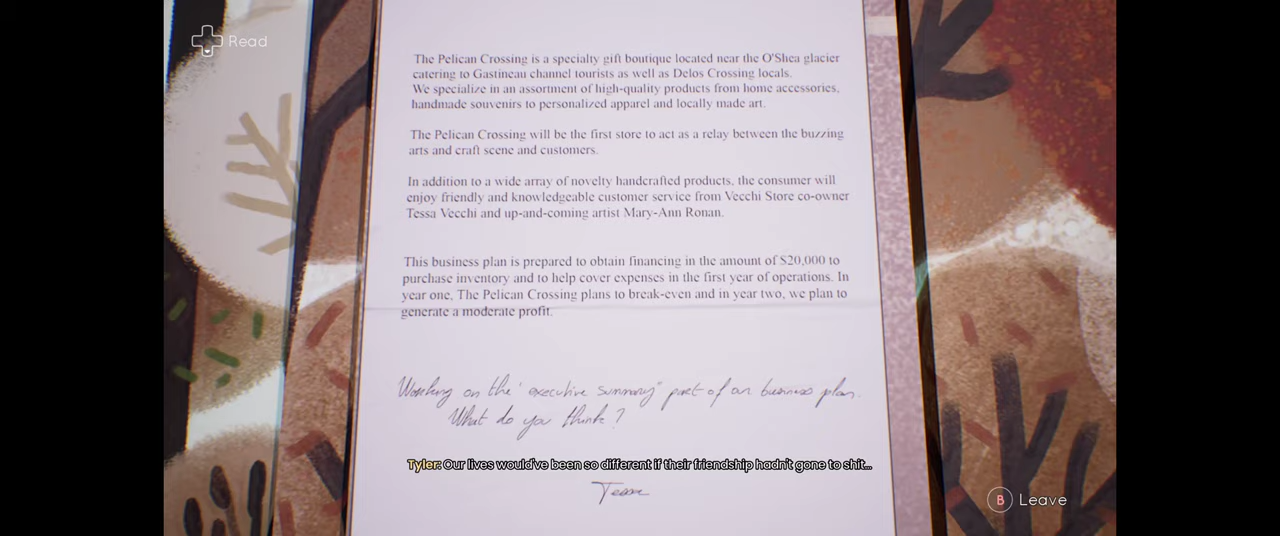 Read
The Pelican Crossing is a specialty gift boutique located near the O'Shea glacier
catering to Gastineau channel tourists as well as Delos Crossing locals.
We specialize in an assortment of high-quality products from home accessories,
handmade souvenirs to personalized apparel and locally made art.
The Pelican Crossing will be the first store to act as a relay between the buzzing
arts and craft scene and customers.
In addition to a wide array of novelty handcrafted products, the consumer will
enjoy friendly and knowledgeable customer service from Vecchi Store co-owner
Tessa Vecchi and up-and-coming artist Mary-Ann Ronan.
This business plan is prepared to obtain financing in the amount of $20,000 to
purchase inventory and to help cover expenses in the first year of operations. In
year one, The Pelican Crossing plans to break-even and in year two, we plan to
generate a moderate profit.
Working on the "executive summary" part of our business plan.
What do you think?
Tyler: Our lives would've been so different if their friendship hadn't gone to shit...
Tessa
B Leave